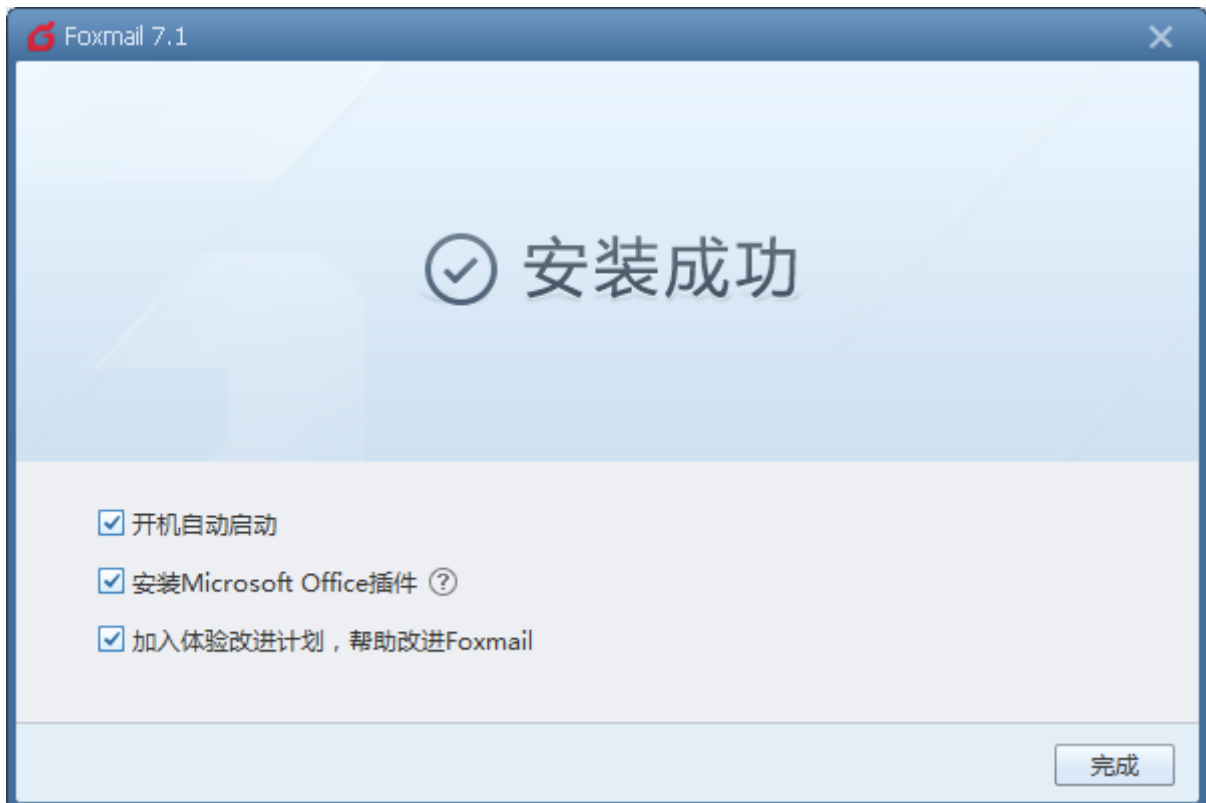 Foxmail 7.1
安装成功
开机自动启动
安装Microsoft Office插件 ?
加入体验改进计划，帮助改进Foxmail
完成